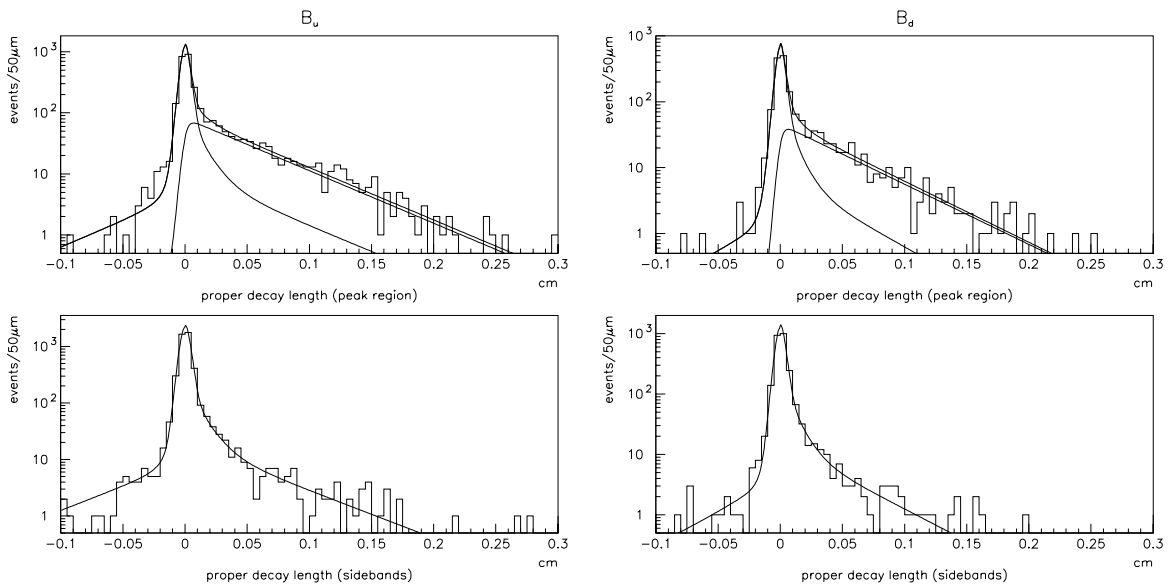 B_u
events/50μm
10^3
10^2
10
1
-0.1 -0.05 0 0.05 0.1 0.15 0.2 0.25 0.3
cm
proper decay length (peak region)
B_d
events/50μm
10^3
10^2
10
1
-0.1 -0.05 0 0.05 0.1 0.15 0.2 0.25 0.3
cm
proper decay length (peak region)
events/50μm
10^3
10^2
10
1
-0.1 -0.05 0 0.05 0.1 0.15 0.2 0.25 0.3
cm
proper decay length (sidebands)
events/50μm
10^3
10^2
10
1
-0.1 -0.05 0 0.05 0.1 0.15 0.2 0.25 0.3
cm
proper decay length (sidebands)